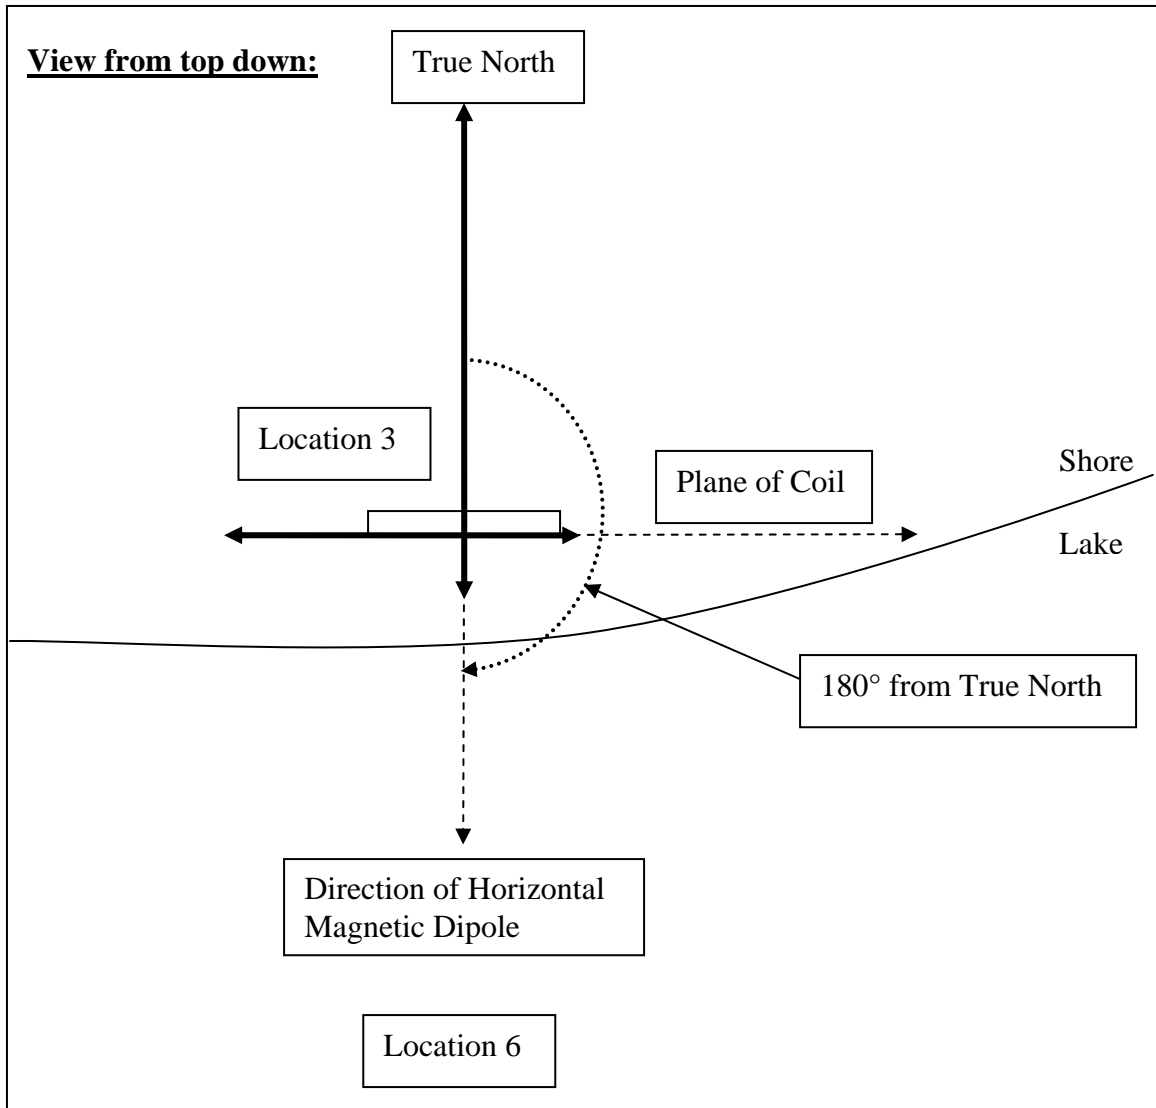 View from top down:
True North
Location 3
Plane of Coil
Shore
Lake
180° from True North
Direction of Horizontal
Magnetic Dipole
Location 6